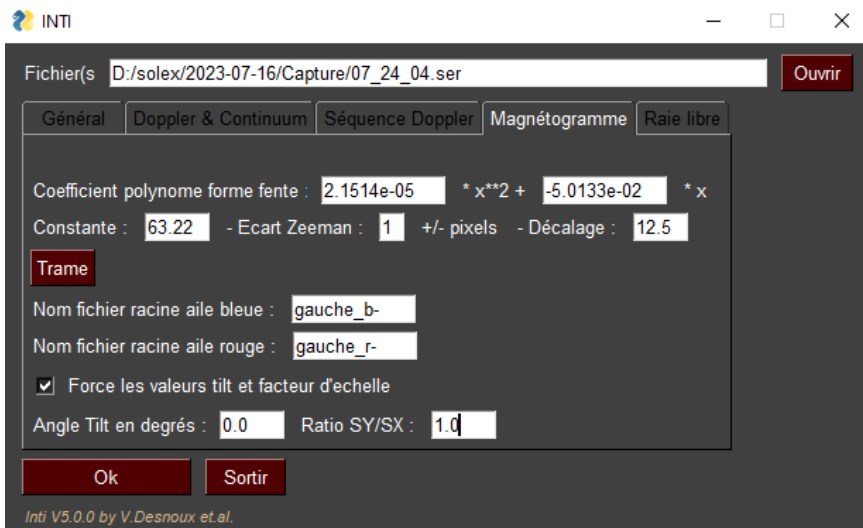 INTI
Fichier(s D:/solex/2023-07-16/Capture/07_24_04.ser Ouvrir
Général Doppler & Continuum Séquence Doppler Magnétogramme Raie libre
Coefficient polynome forme fente : 2.1514e-05 * x**2 + -5.0133e-02 * x
Constante : 63.22 - Ecart Zeeman : 1 +/- pixels - Décalage : 12.5
Trame
Nom fichier racine aile bleue : gauche_b-
Nom fichier racine aile rouge : gauche_r-
Force les valeurs tilt et facteur d'echelle
Angle Tilt en degrés : 0.0 Ratio SY/SX : 1.0
Ok Sortir
Inti V5.0.0 by V.Desnoux et.al.